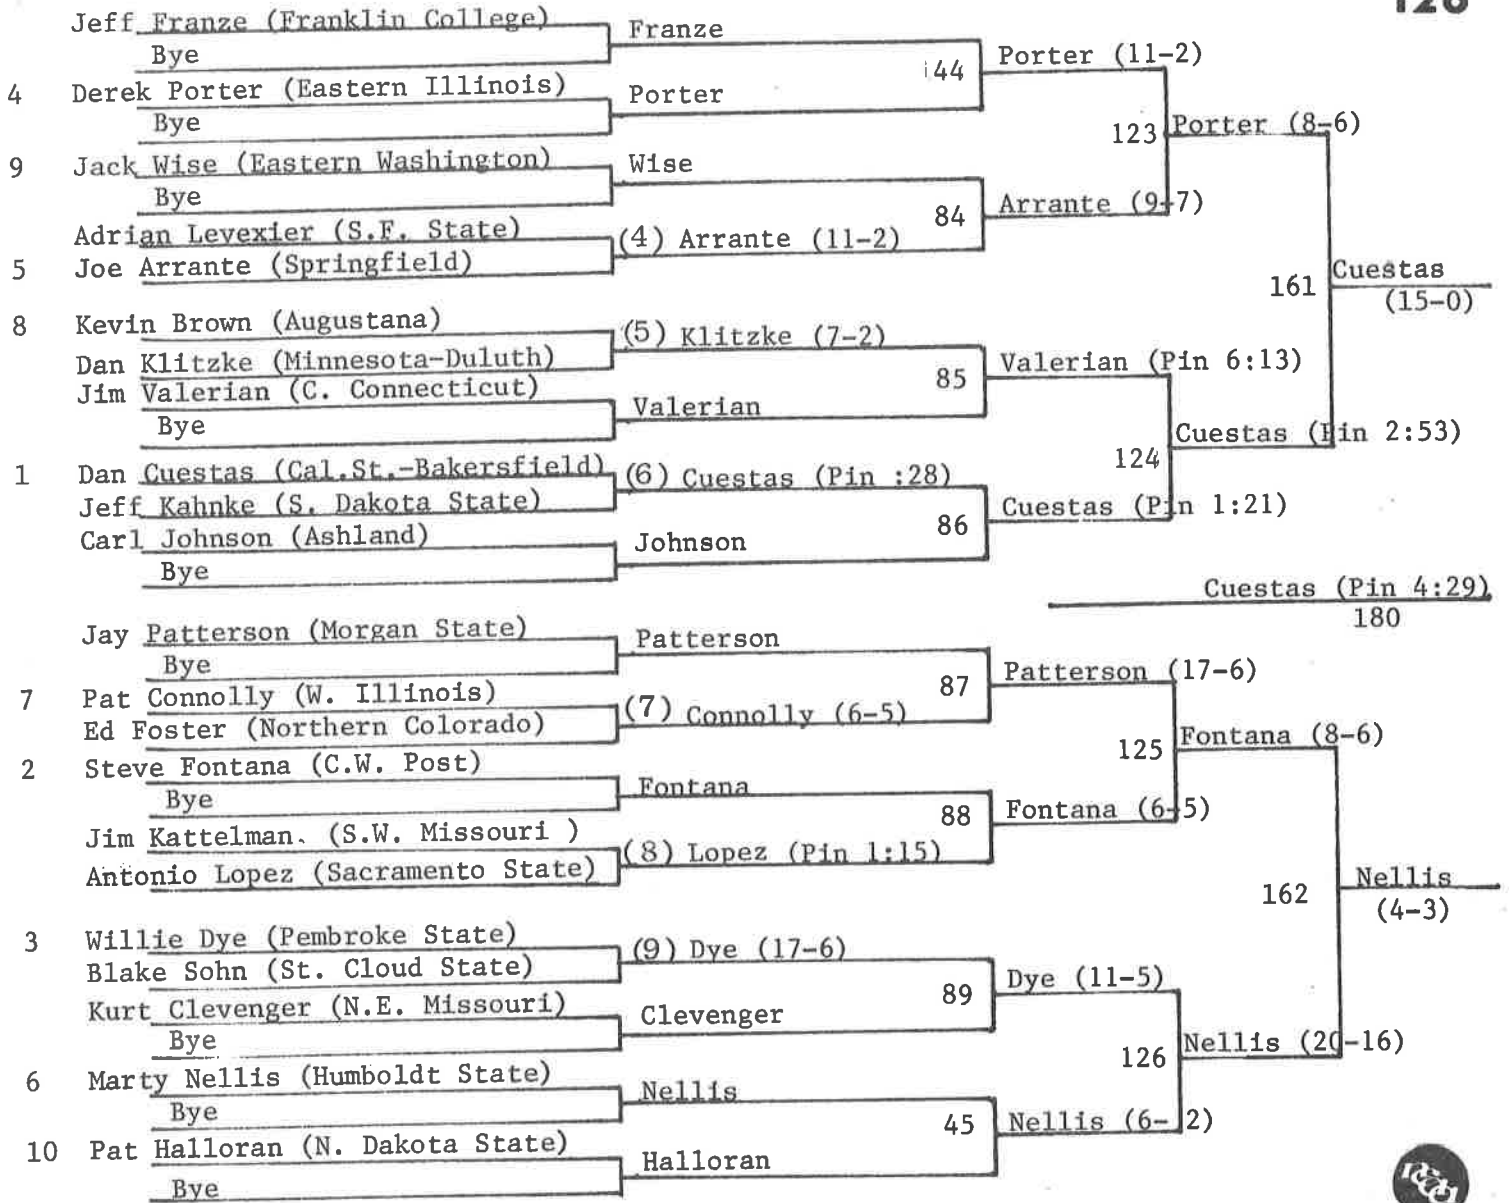 126
Jeff Franze (Franklin College)
Bye
Franze
44
Porter (11-2)
4 Derek Porter (Eastern Illinois)
Bye
Porter
123 Porter (8-6)
9 Jack Wise (Eastern Washington)
Bye
Wise
84
Arrante (9-7)
Adrian Levexier (S.F. State)
5 Joe Arrante (Springfield)
(4) Arrante (11-2)
161 Cuestas
(15-0)
8 Kevin Brown (Augustana)
Dan Klitzke (Minnesota-Duluth)
(5) Klitzke (7-2)
85
Valerian (Pin 6:13)
Jim Valerian (C. Connecticut)
Bye
Valerian
124 Cuestas (Pin 2:53)
1 Dan Cuestas (Cal.St.-Bakersfield)
Jeff Kahnke (S. Dakota State)
(6) Cuestas (Pin :28)
86
Cuestas (Pin 1:21)
Carl Johnson (Ashland)
Bye
Johnson
Cuestas (Pin 4:29)
180
Jay Patterson (Morgan State)
Bye
Patterson
87
Patterson (17-6)
7 Pat Connolly (W. Illinois)
Ed Foster (Northern Colorado)
(7) Connolly (6-5)
125 Fontana (8-6)
2 Steve Fontana (C.W. Post)
Bye
Fontana
88
Fontana (6-5)
Jim Kattelman. (S.W. Missouri )
Antonio Lopez (Sacramento State)
(8) Lopez (Pin 1:15)
162 Nellis
(4-3)
3 Willie Dye (Pembroke State)
Blake Sohn (St. Cloud State)
(9) Dye (17-6)
89
Dye (11-5)
Kurt Clevenger (N.E. Missouri)
Bye
Clevenger
126 Nellis (20-16)
6 Marty Nellis (Humboldt State)
Bye
Nellis
45
Nellis (6-2)
10 Pat Halloran (N. Dakota State)
Bye
Halloran